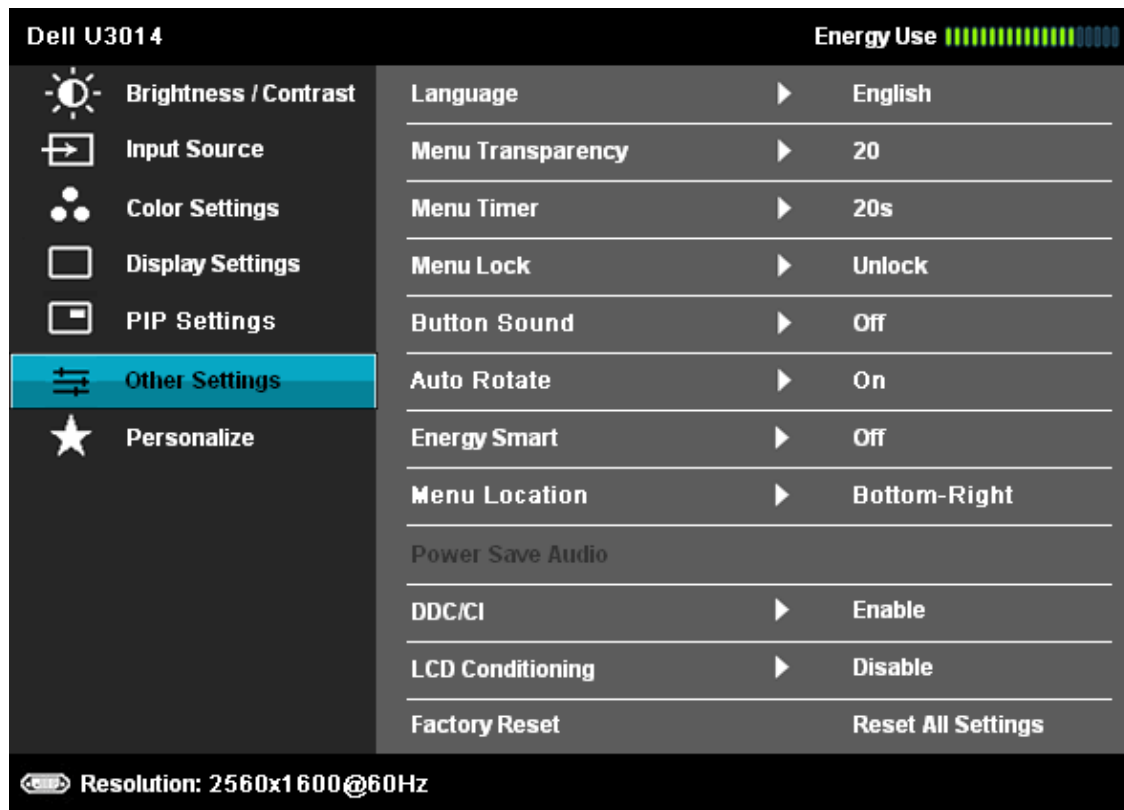 Dell U3014 Energy Use
Brightness / Contrast Language English
Input Source Menu Transparency 20
Color Settings Menu Timer 20s
Display Settings Menu Lock Unlock
PIP Settings Button Sound Off
Other Settings Auto Rotate On
Personalize Energy Smart Off
Menu Location Bottom-Right
Power Save Audio
DDC/CI Enable
LCD Conditioning Disable
Factory Reset Reset All Settings
Resolution: 2560x1600@60Hz